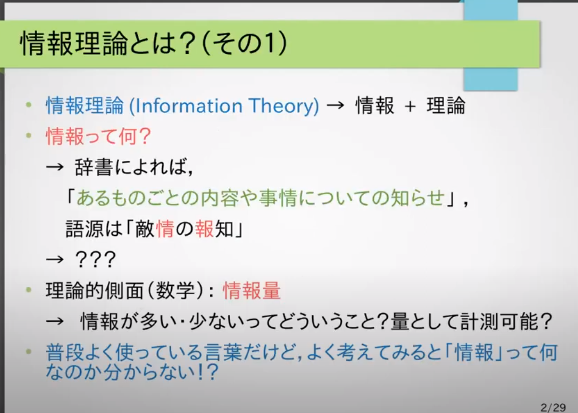 情報理論とは？（その1）
• 情報理論 (Information Theory) → 情報 + 理論
• 情報って何？
→ 辞書によれば，
「あるものごとの内容や事情についての知らせ」，
語源は「敵情の報知」
→ ？？？
• 理論的側面（数学）： 情報量
→ 情報が多い・少ないってどういうこと？量として計測可能？
• 普段よく使っている言葉だけど，よく考えてみると「情報」って何
なのか分からない！？
2/29